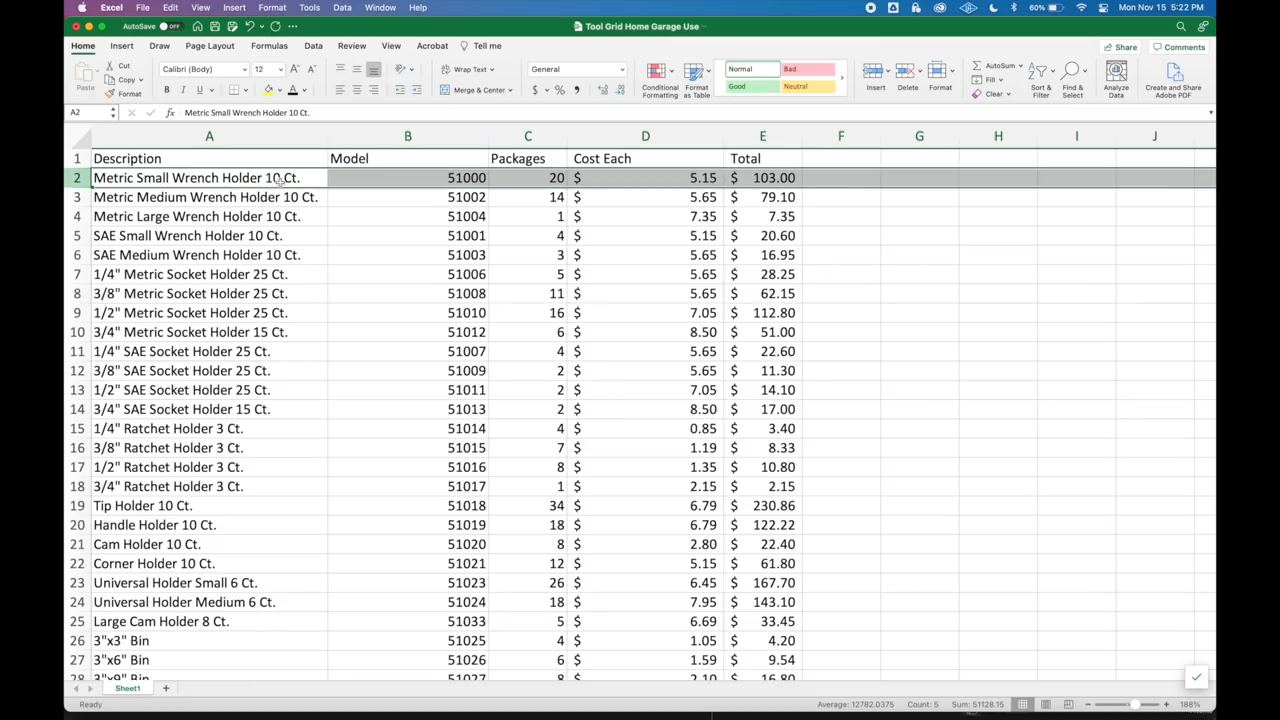 Excel File Edit View Insert Format Tools Data Window Help 60% Mon Nov 15 5:22 PM
AutoSave OFF Tool Grid Home Garage Use
Home Insert Draw Page Layout Formulas Data Review View Acrobat Tell me Share Comments
Paste Cut Copy Format
Calibri (Body) 12 Wrap Text General Normal Bad
B I U Merge & Center $ % Good Neutral
Conditional Formatting Format as Table Insert Delete Format AutoSum Fill Clear Sort & Filter Find & Select Analyze Data Create and Share Adobe PDF
A2 fx Metric Small Wrench Holder 10 Ct.
A B C D E F G H I J
1 Description Model Packages Cost Each Total
2 Metric Small Wrench Holder 10 Ct. 51000 20 $ 5.15 $ 103.00
3 Metric Medium Wrench Holder 10 Ct. 51002 14 $ 5.65 $ 79.10
4 Metric Large Wrench Holder 10 Ct. 51004 1 $ 7.35 $ 7.35
5 SAE Small Wrench Holder 10 Ct. 51001 4 $ 5.15 $ 20.60
6 SAE Medium Wrench Holder 10 Ct. 51003 3 $ 5.65 $ 16.95
7 1/4" Metric Socket Holder 25 Ct. 51006 5 $ 5.65 $ 28.25
8 3/8" Metric Socket Holder 25 Ct. 51008 11 $ 5.65 $ 62.15
9 1/2" Metric Socket Holder 25 Ct. 51010 16 $ 7.05 $ 112.80
10 3/4" Metric Socket Holder 15 Ct. 51012 6 $ 8.50 $ 51.00
11 1/4" SAE Socket Holder 25 Ct. 51007 4 $ 5.65 $ 22.60
12 3/8" SAE Socket Holder 25 Ct. 51009 2 $ 5.65 $ 11.30
13 1/2" SAE Socket Holder 25 Ct. 51011 2 $ 7.05 $ 14.10
14 3/4" SAE Socket Holder 15 Ct. 51013 2 $ 8.50 $ 17.00
15 1/4" Ratchet Holder 3 Ct. 51014 4 $ 0.85 $ 3.40
16 3/8" Ratchet Holder 3 Ct. 51015 7 $ 1.19 $ 8.33
17 1/2" Ratchet Holder 3 Ct. 51016 8 $ 1.35 $ 10.80
18 3/4" Ratchet Holder 3 Ct. 51017 1 $ 2.15 $ 2.15
19 Tip Holder 10 Ct. 51018 34 $ 6.79 $ 230.86
20 Handle Holder 10 Ct. 51019 18 $ 6.79 $ 122.22
21 Cam Holder 10 Ct. 51020 8 $ 2.80 $ 22.40
22 Corner Holder 10 Ct. 51021 12 $ 5.15 $ 61.80
23 Universal Holder Small 6 Ct. 51023 26 $ 6.45 $ 167.70
24 Universal Holder Medium 6 Ct. 51024 18 $ 7.95 $ 143.10
25 Large Cam Holder 8 Ct. 51033 5 $ 6.69 $ 33.45
26 3"x3" Bin 51025 4 $ 1.05 $ 4.20
27 3"x6" Bin 51026 6 $ 1.59 $ 9.54
28 3"x9" Bin 51027 8 $ 2.10 $ 16.80
Sheet1 +
Ready Average: 12782.0375 Count: 5 Sum: 51128.15 188%